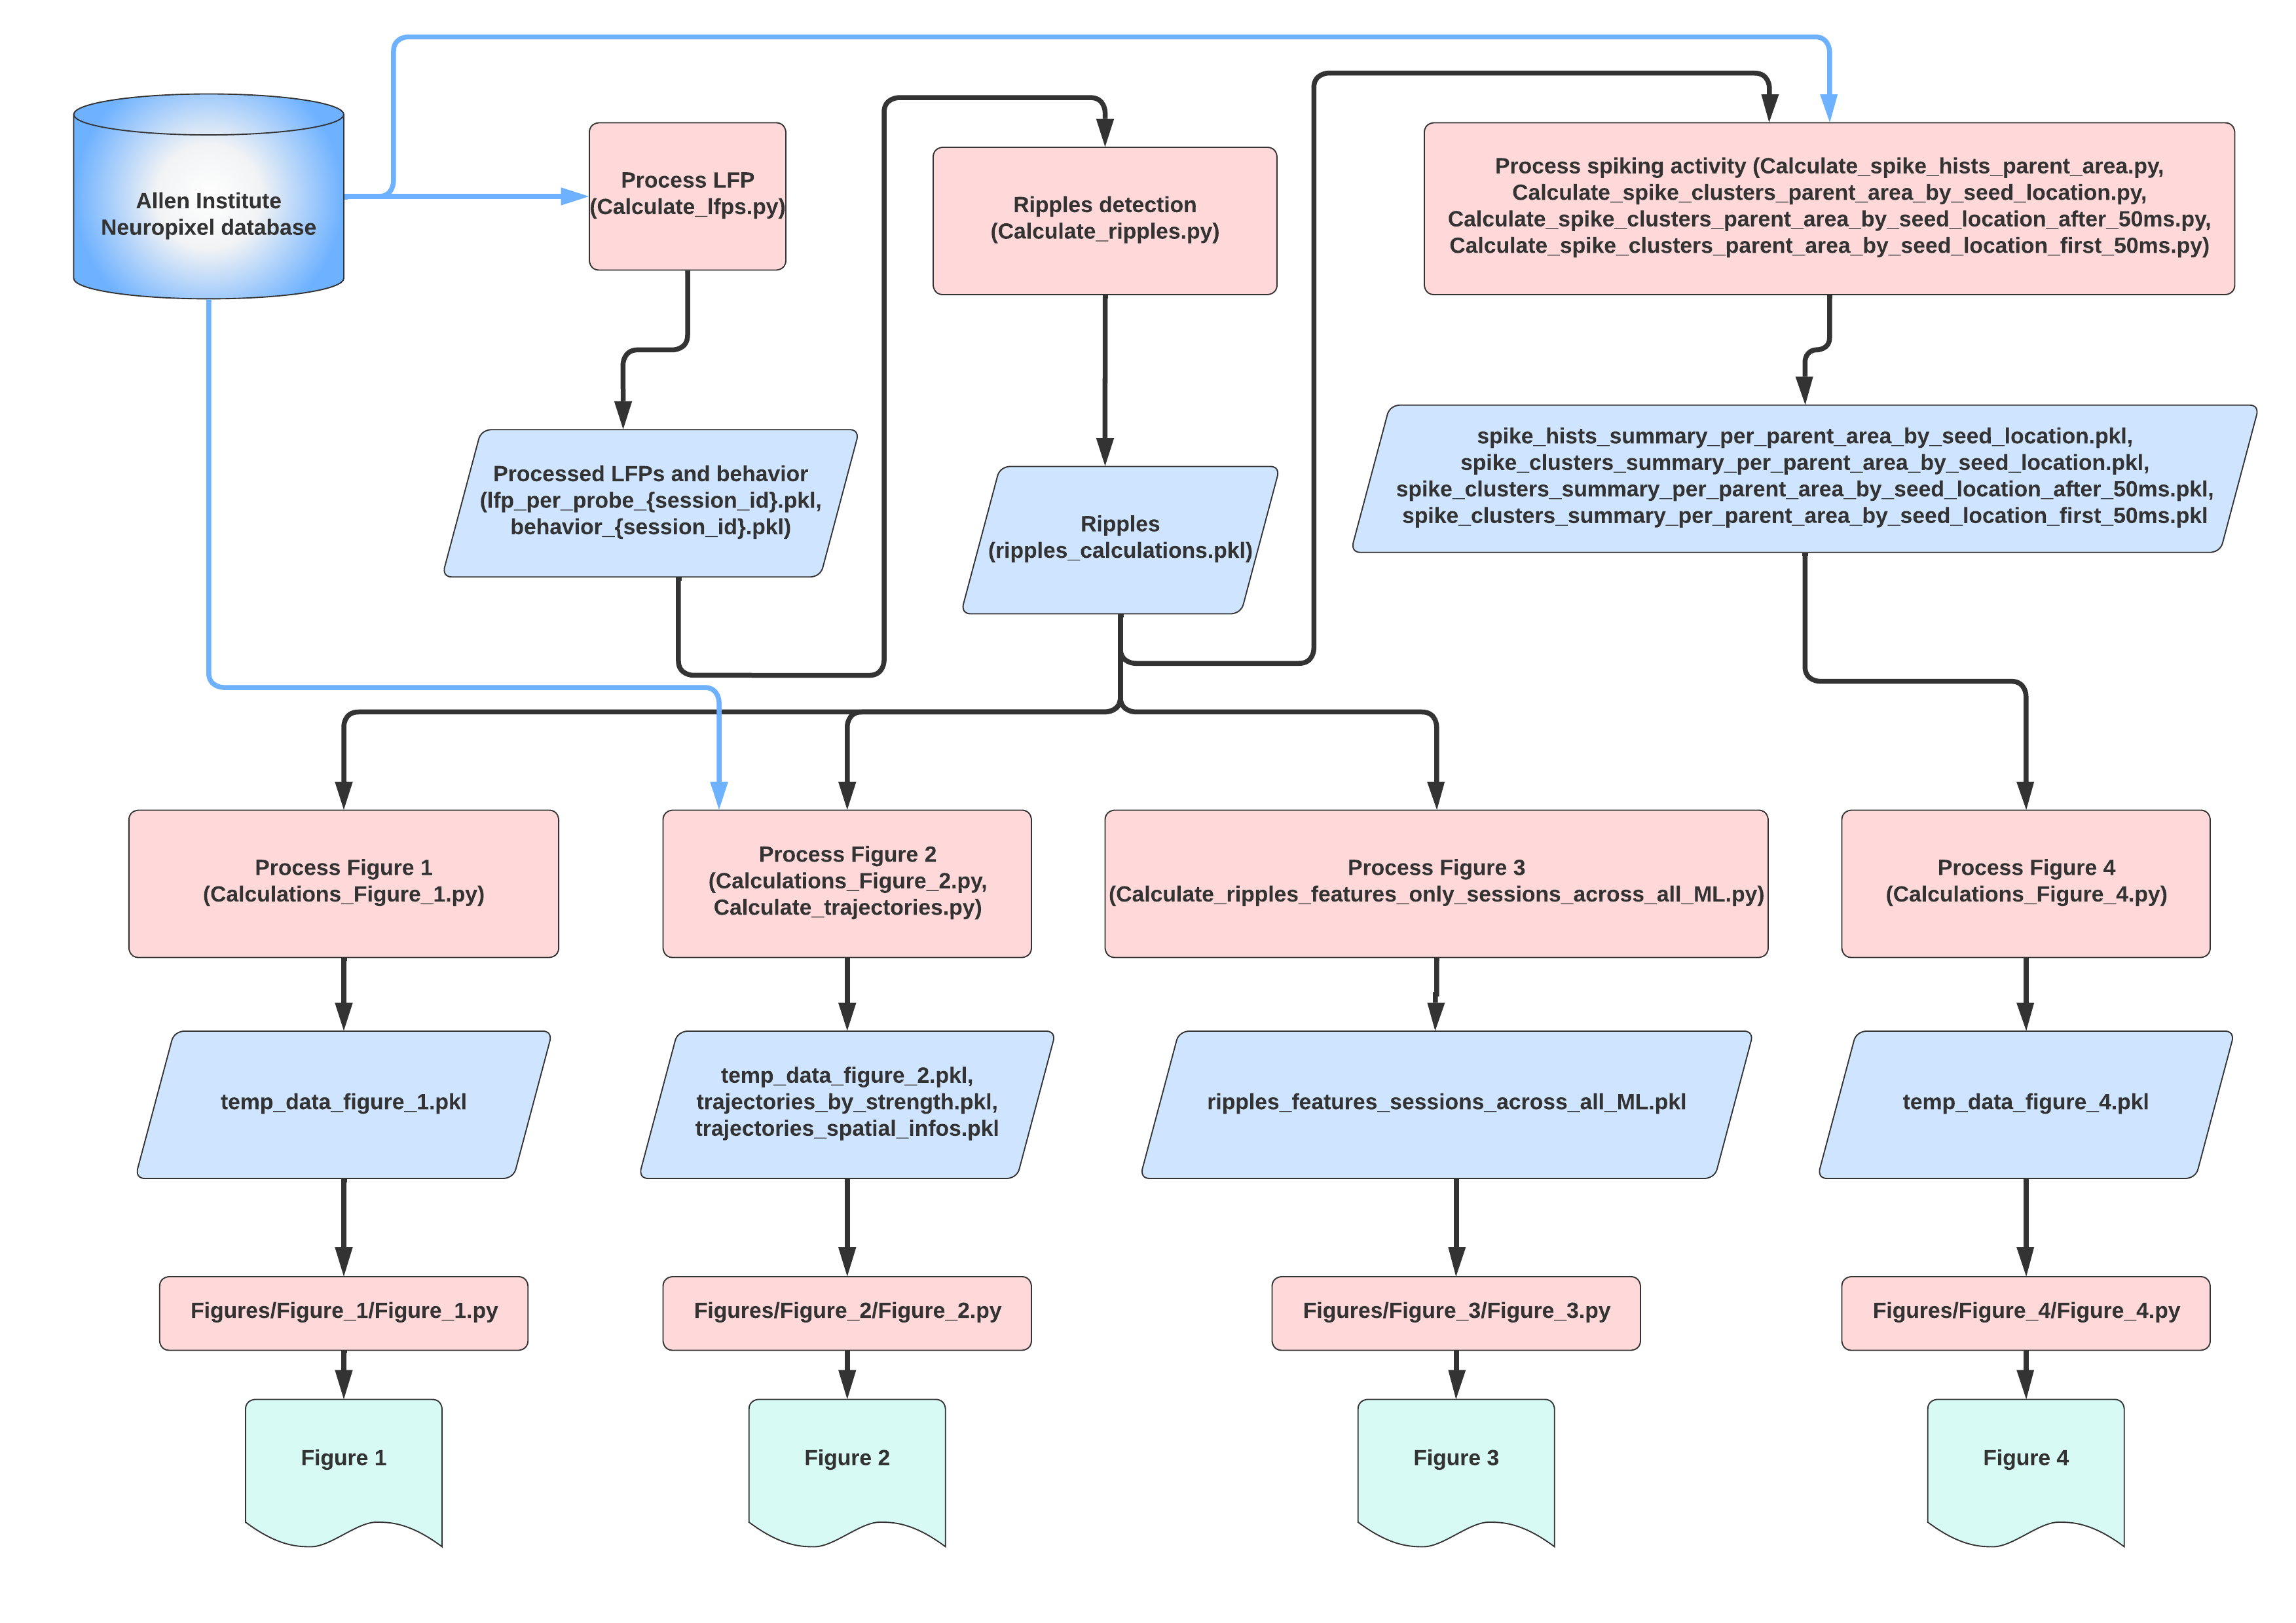 Allen Institute
Neuropixel database
Process LFP
(Calculate_lfps.py)
Ripples detection
(Calculate_ripples.py)
Process spiking activity (Calculate_spike_hists_parent_area.py,
Calculate_spike_clusters_parent_area_by_seed_location.py,
Calculate_spike_clusters_parent_area_by_seed_location_after_50ms.py,
Calculate_spike_clusters_parent_area_by_seed_location_first_50ms.py)
Processed LFPs and behavior
(lfp_per_probe_{session_id}.pkl,
behavior_{session_id}.pkl)
Ripples
(ripples_calculations.pkl)
spike_hists_summary_per_parent_area_by_seed_location.pkl,
spike_clusters_summary_per_parent_area_by_seed_location.pkl,
spike_clusters_summary_per_parent_area_by_seed_location_after_50ms.pkl,
spike_clusters_summary_per_parent_area_by_seed_location_first_50ms.pkl
Process Figure 1
(Calculations_Figure_1.py)
Process Figure 2
(Calculations_Figure_2.py,
Calculate_trajectories.py)
Process Figure 3
(Calculate_ripples_features_only_sessions_across_all_ML.py)
Process Figure 4
(Calculations_Figure_4.py)
temp_data_figure_1.pkl
temp_data_figure_2.pkl,
trajectories_by_strength.pkl,
trajectories_spatial_infos.pkl
ripples_features_sessions_across_all_ML.pkl
temp_data_figure_4.pkl
Figures/Figure_1/Figure_1.py
Figures/Figure_2/Figure_2.py
Figures/Figure_3/Figure_3.py
Figures/Figure_4/Figure_4.py
Figure 1
Figure 2
Figure 3
Figure 4